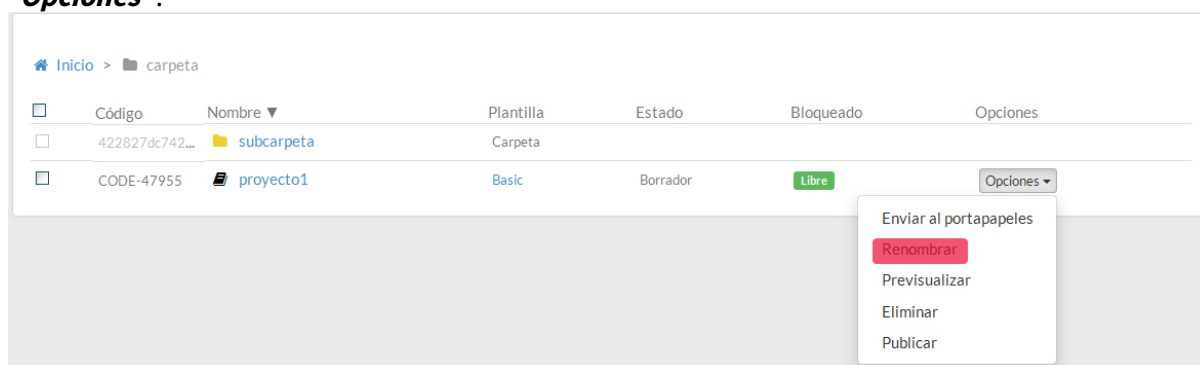 "Opciones".
Inicio > carpeta
Código Nombre ▼ Plantilla Estado Bloqueado Opciones
422827dc742... subcarpeta Carpeta
CODE-47955 proyecto1 Basic Borrador Libre Opciones
Enviar al portapapeles
Renombrar
Previsualizar
Eliminar
Publicar